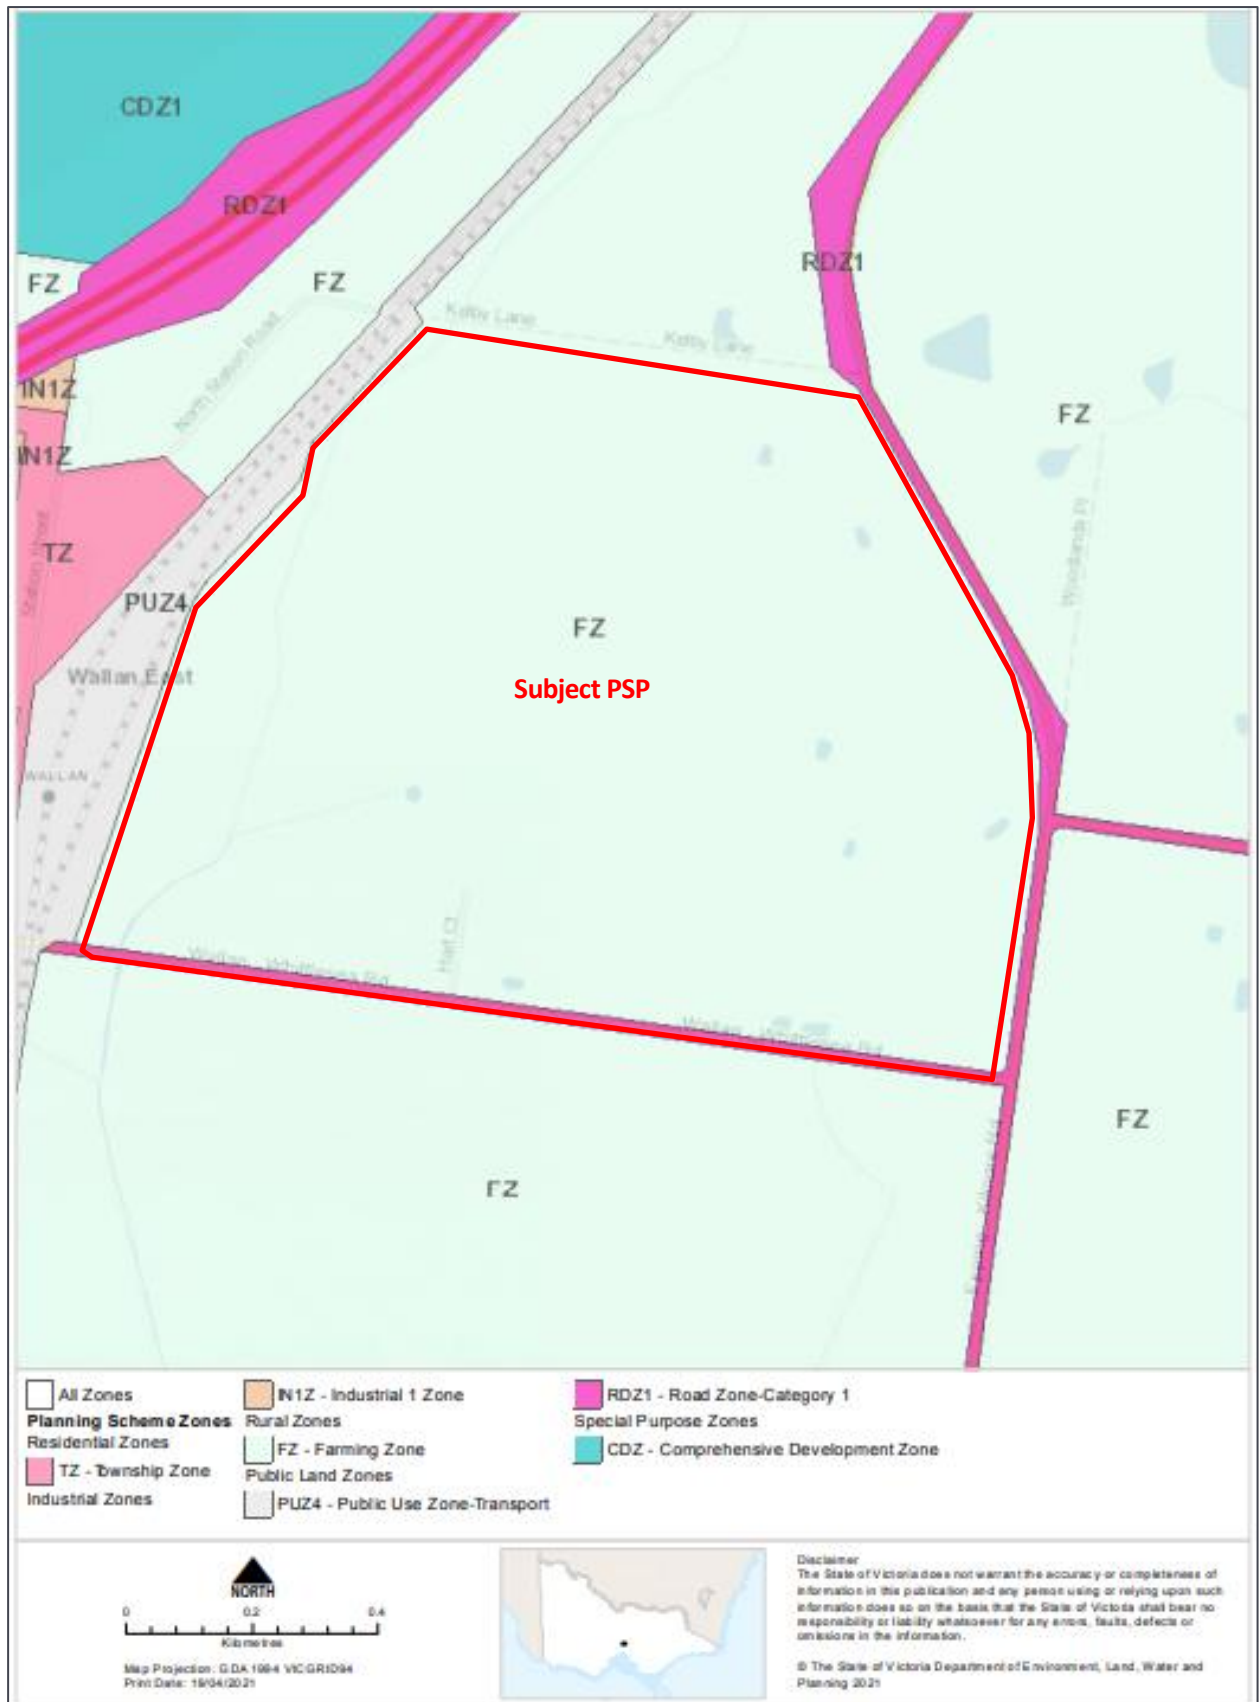 CDZ1
RDZ1
FZ
FZ
RDZ1
Kelby Lane
Kelby Lane
North Station Road
IN1Z
FZ
IN1Z
Woodlands Pl
TZ
Station Street
PUZ4
FZ
Wallan East
Subject PSP
WALLAN
Hart Ct
Wallan - Whittlesea Rd
Wallan - Whittlesea Rd
FZ
FZ
All Zones
Planning Scheme Zones
Residential Zones
TZ - Township Zone
Industrial Zones
IN1Z - Industrial 1 Zone
Rural Zones
FZ - Farming Zone
Public Land Zones
PUZ4 - Public Use Zone-Transport
RDZ1 - Road Zone-Category 1
Special Purpose Zones
CDZ - Comprehensive Development Zone
NORTH
0 0.2 0.4
Kilometres
Map Projection: GDA 1994 VICGRID94
Print Date: 19/04/2021
Disclaimer
The State of Victoria does not warrant the accuracy or completeness of
information in this publication and any person using or relying upon such
information does so on the basis that the State of Victoria shall bear no
responsibility or liability whatsoever for any errors, faults, defects or
omissions in the information.
© The State of Victoria Department of Environment, Land, Water and
Planning 2021